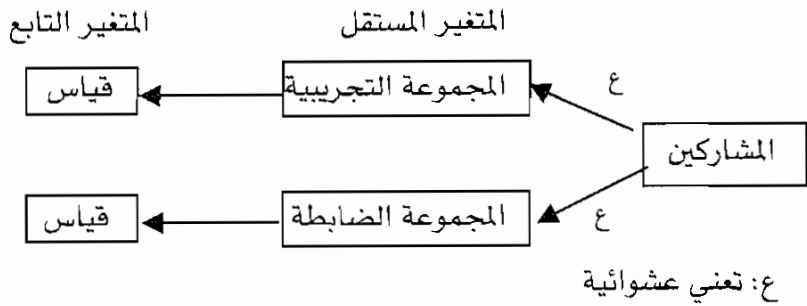 المتغير المستقل
المتغير التابع
المجموعة التجريبية
قياس
ع
المشاركين
المجموعة الضابطة
قياس
ع
ع: تعني عشوائية